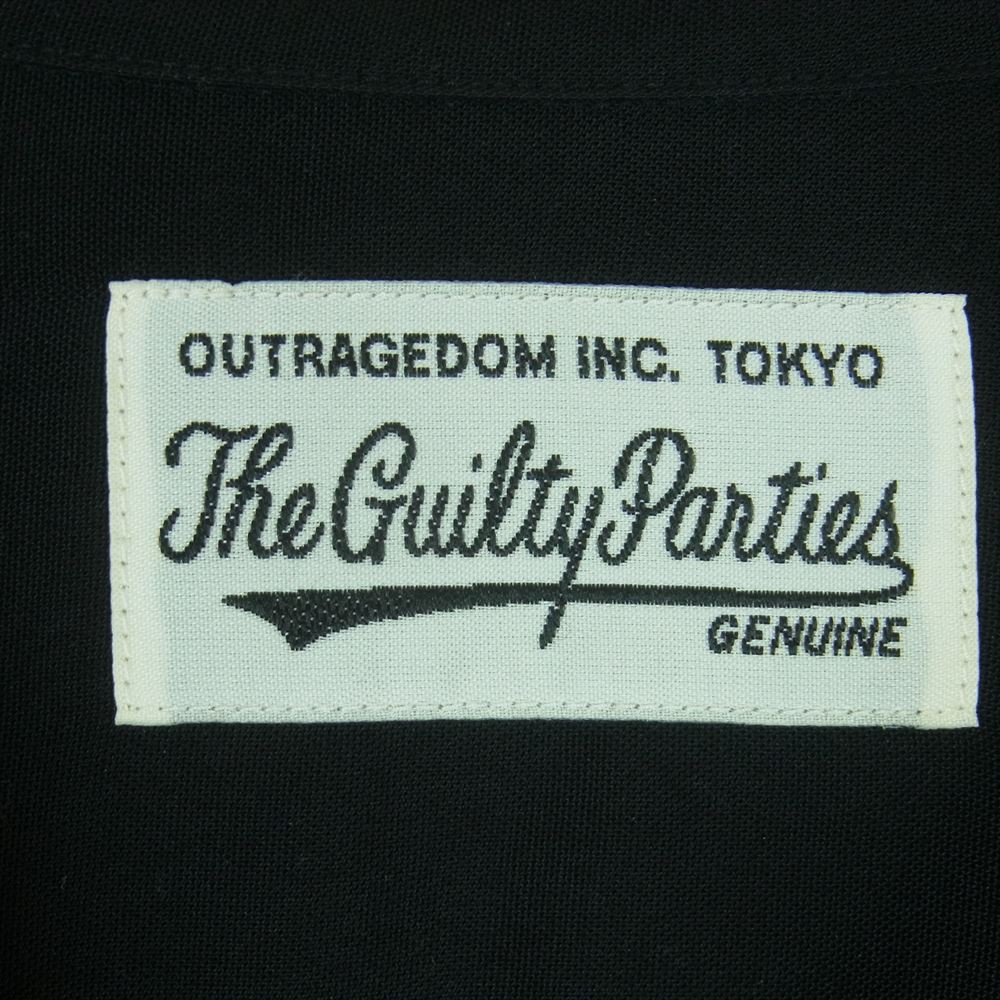 OUTRAGEDOM INC. TOKYO
The Guilty Parties
GENUINE